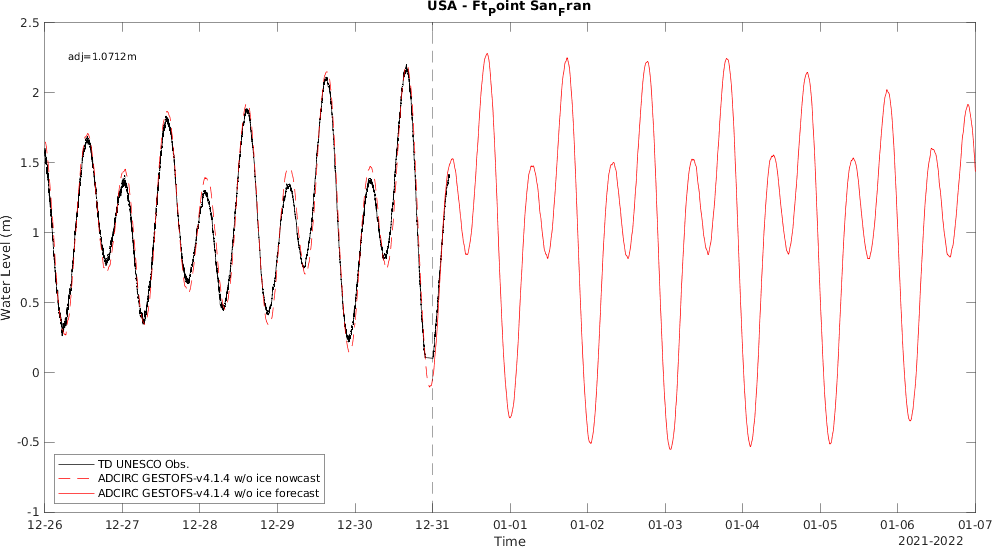 USA - FtPoint SanFran
adj=1.0712m
2.5
2
1.5
1
0.5
0
-0.5
-1
Water Level (m)
TD UNESCO Obs.
ADCIRC GESTOFS-v4.1.4 w/o ice nowcast
ADCIRC GESTOFS-v4.1.4 w/o ice forecast
12-26 12-27 12-28 12-29 12-30 12-31 01-01 01-02 01-03 01-04 01-05 01-06 01-07
Time
2021-2022